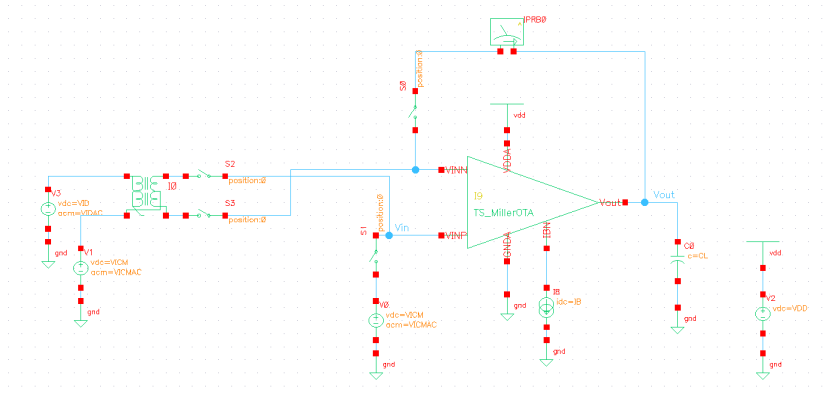 IPRB0
position:0
S0
vdd
S2
position:0
VINN
VDDA
I0
I9
TS_MillerOTA
Vout
Vout
V3
vdc=VID
acm=VIDAC
S3
position:0
position:0
S1
Vin
VINP
GNDA
IBN
C0
c=CL
gnd
V1
vdc=VICM
acm=VICMAC
vdd
gnd
V0
vdc=VICM
acm=VICMAC
gnd
idc=IB
gnd
gnd
V2
vdc=VDD
gnd
gnd
gnd